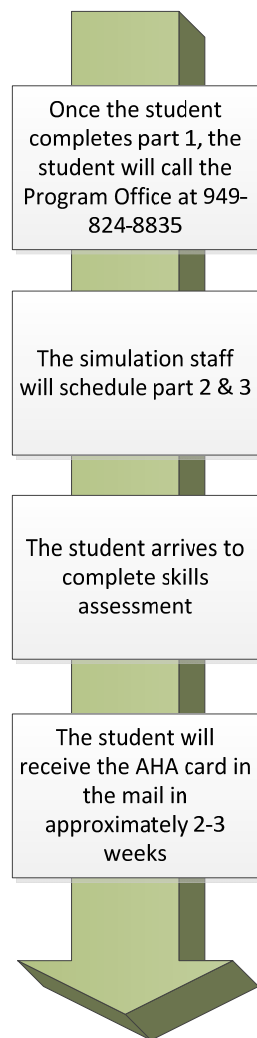 Once the student
completes part 1, the
student will call the
Program Office at 949-
824-8835
The simulation staff
will schedule part 2 & 3
The student arrives to
complete skills
assessment
The student will
receive the AHA card in
the mail in
approximately 2-3
weeks